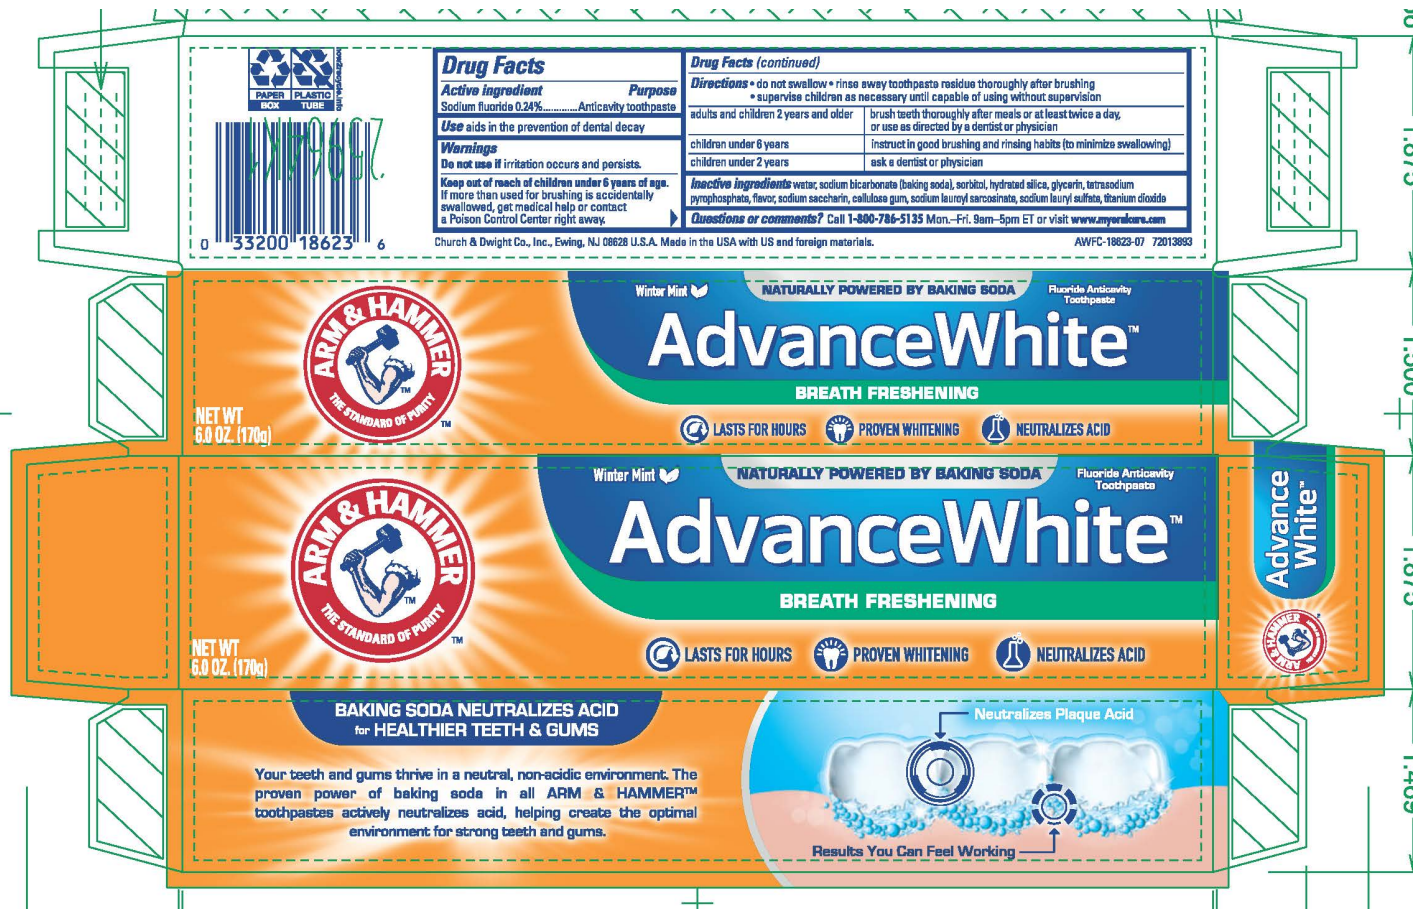 PAPER PLASTIC
BOX TUBE
how2recycle.info
0 33200 18623 6
Drug Facts
Active ingredient Purpose
Sodium fluoride 0.24%.............Anticavity toothpaste
Use aids in the prevention of dental decay
Warnings
Do not use if irritation occurs and persists.
Keep out of reach of children under 6 years of age.
If more than used for brushing is accidentally
swallowed, get medical help or contact
a Poison Control Center right away.
Drug Facts (continued)
Directions • do not swallow • rinse away toothpaste residue thoroughly after brushing
• supervise children as necessary until capable of using without supervision
adults and children 2 years and older brush teeth thoroughly after meals or at least twice a day,
or use as directed by a dentist or physician
children under 6 years instruct in good brushing and rinsing habits (to minimize swallowing)
children under 2 years ask a dentist or physician
Inactive ingredients water, sodium bicarbonate (baking soda), sorbitol, hydrated silica, glycerin, tetrasodium
pyrophosphate, flavor, sodium saccharin, cellulose gum, sodium lauroyl sarcosinate, sodium lauryl sulfate, titanium dioxide
Questions or comments? Call 1-800-786-5135 Mon.–Fri. 9am–5pm ET or visit www.myoralcare.com
Church & Dwight Co., Inc., Ewing, NJ 08628 U.S.A. Made in the USA with US and foreign materials. AWFC-18623-07 72013893
1.875
ARM & HAMMER
THE STANDARD OF PURITY
TM
TM
NET WT
6.0 OZ. (170g)
Winter Mint
NATURALLY POWERED BY BAKING SODA
Fluoride Anticavity
Toothpaste
AdvanceWhite™
BREATH FRESHENING
LASTS FOR HOURS PROVEN WHITENING NEUTRALIZES ACID
1.500
ARM & HAMMER
THE STANDARD OF PURITY
TM
TM
NET WT
6.0 OZ. (170g)
Winter Mint
NATURALLY POWERED BY BAKING SODA
Fluoride Anticavity
Toothpaste
AdvanceWhite™
BREATH FRESHENING
LASTS FOR HOURS PROVEN WHITENING NEUTRALIZES ACID
Advance
White™
ARM & HAMMER
1.875
BAKING SODA NEUTRALIZES ACID
for HEALTHIER TEETH & GUMS
Your teeth and gums thrive in a neutral, non-acidic environment. The
proven power of baking soda in all ARM & HAMMER™
toothpastes actively neutralizes acid, helping create the optimal
environment for strong teeth and gums.
Neutralizes Plaque Acid
Results You Can Feel Working
1.469